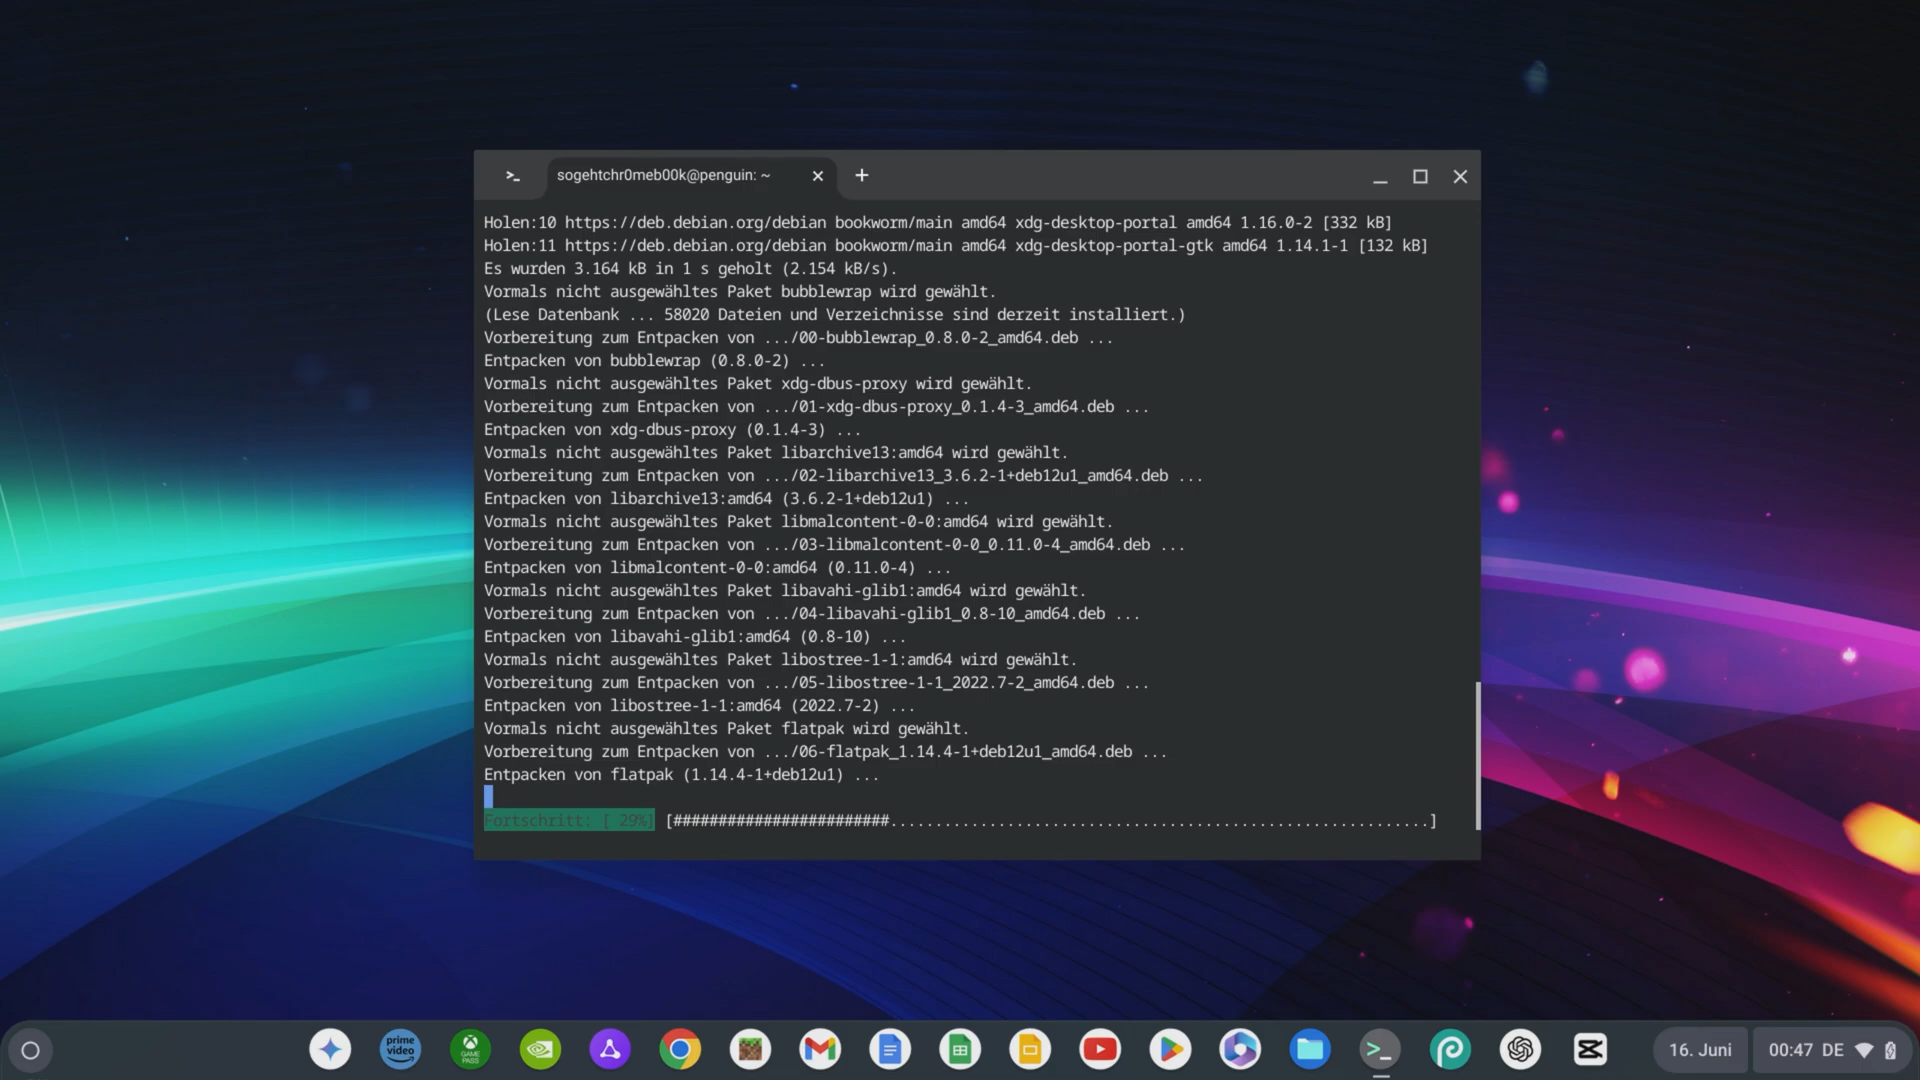 >_ sogehtchr0meb00k@penguin: ~
Holen:10 https://deb.debian.org/debian bookworm/main amd64 xdg-desktop-portal amd64 1.16.0-2 [332 kB]
Holen:11 https://deb.debian.org/debian bookworm/main amd64 xdg-desktop-portal-gtk amd64 1.14.1-1 [132 kB]
Es wurden 3.164 kB in 1 s geholt (2.154 kB/s).
Vormals nicht ausgewähltes Paket bubblewrap wird gewählt.
(Lese Datenbank ... 58020 Dateien und Verzeichnisse sind derzeit installiert.)
Vorbereitung zum Entpacken von .../00-bubblewrap_0.8.0-2_amd64.deb ...
Entpacken von bubblewrap (0.8.0-2) ...
Vormals nicht ausgewähltes Paket xdg-dbus-proxy wird gewählt.
Vorbereitung zum Entpacken von .../01-xdg-dbus-proxy_0.1.4-3_amd64.deb ...
Entpacken von xdg-dbus-proxy (0.1.4-3) ...
Vormals nicht ausgewähltes Paket libarchive13:amd64 wird gewählt.
Vorbereitung zum Entpacken von .../02-libarchive13_3.6.2-1+deb12u1_amd64.deb ...
Entpacken von libarchive13:amd64 (3.6.2-1+deb12u1) ...
Vormals nicht ausgewähltes Paket libmalcontent-0-0:amd64 wird gewählt.
Vorbereitung zum Entpacken von .../03-libmalcontent-0-0_0.11.0-4_amd64.deb ...
Entpacken von libmalcontent-0-0:amd64 (0.11.0-4) ...
Vormals nicht ausgewähltes Paket libavahi-glib1:amd64 wird gewählt.
Vorbereitung zum Entpacken von .../04-libavahi-glib1_0.8-10_amd64.deb ...
Entpacken von libavahi-glib1:amd64 (0.8-10) ...
Vormals nicht ausgewähltes Paket libostree-1-1:amd64 wird gewählt.
Vorbereitung zum Entpacken von .../05-libostree-1-1_2022.7-2_amd64.deb ...
Entpacken von libostree-1-1:amd64 (2022.7-2) ...
Vormals nicht ausgewähltes Paket flatpak wird gewählt.
Vorbereitung zum Entpacken von .../06-flatpak_1.14.4-1+deb12u1_amd64.deb ...
Entpacken von flatpak (1.14.4-1+deb12u1) ...
Fortschritt: [ 29%] [########################............................................................]
prime video
GAME PASS
>_
16. Juni
00:47 DE